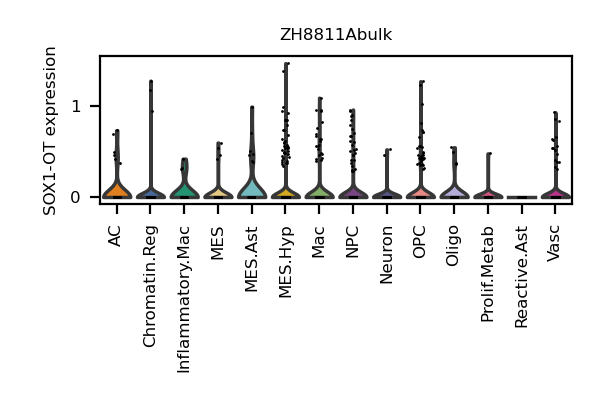 ZH8811Abulk
SOX1-OT expression
1
0
AC
Chromatin.Reg
Inflammatory.Mac
MES
MES.Ast
MES.Hyp
Mac
NPC
Neuron
OPC
Oligo
Prolif.Metab
Reactive.Ast
Vasc